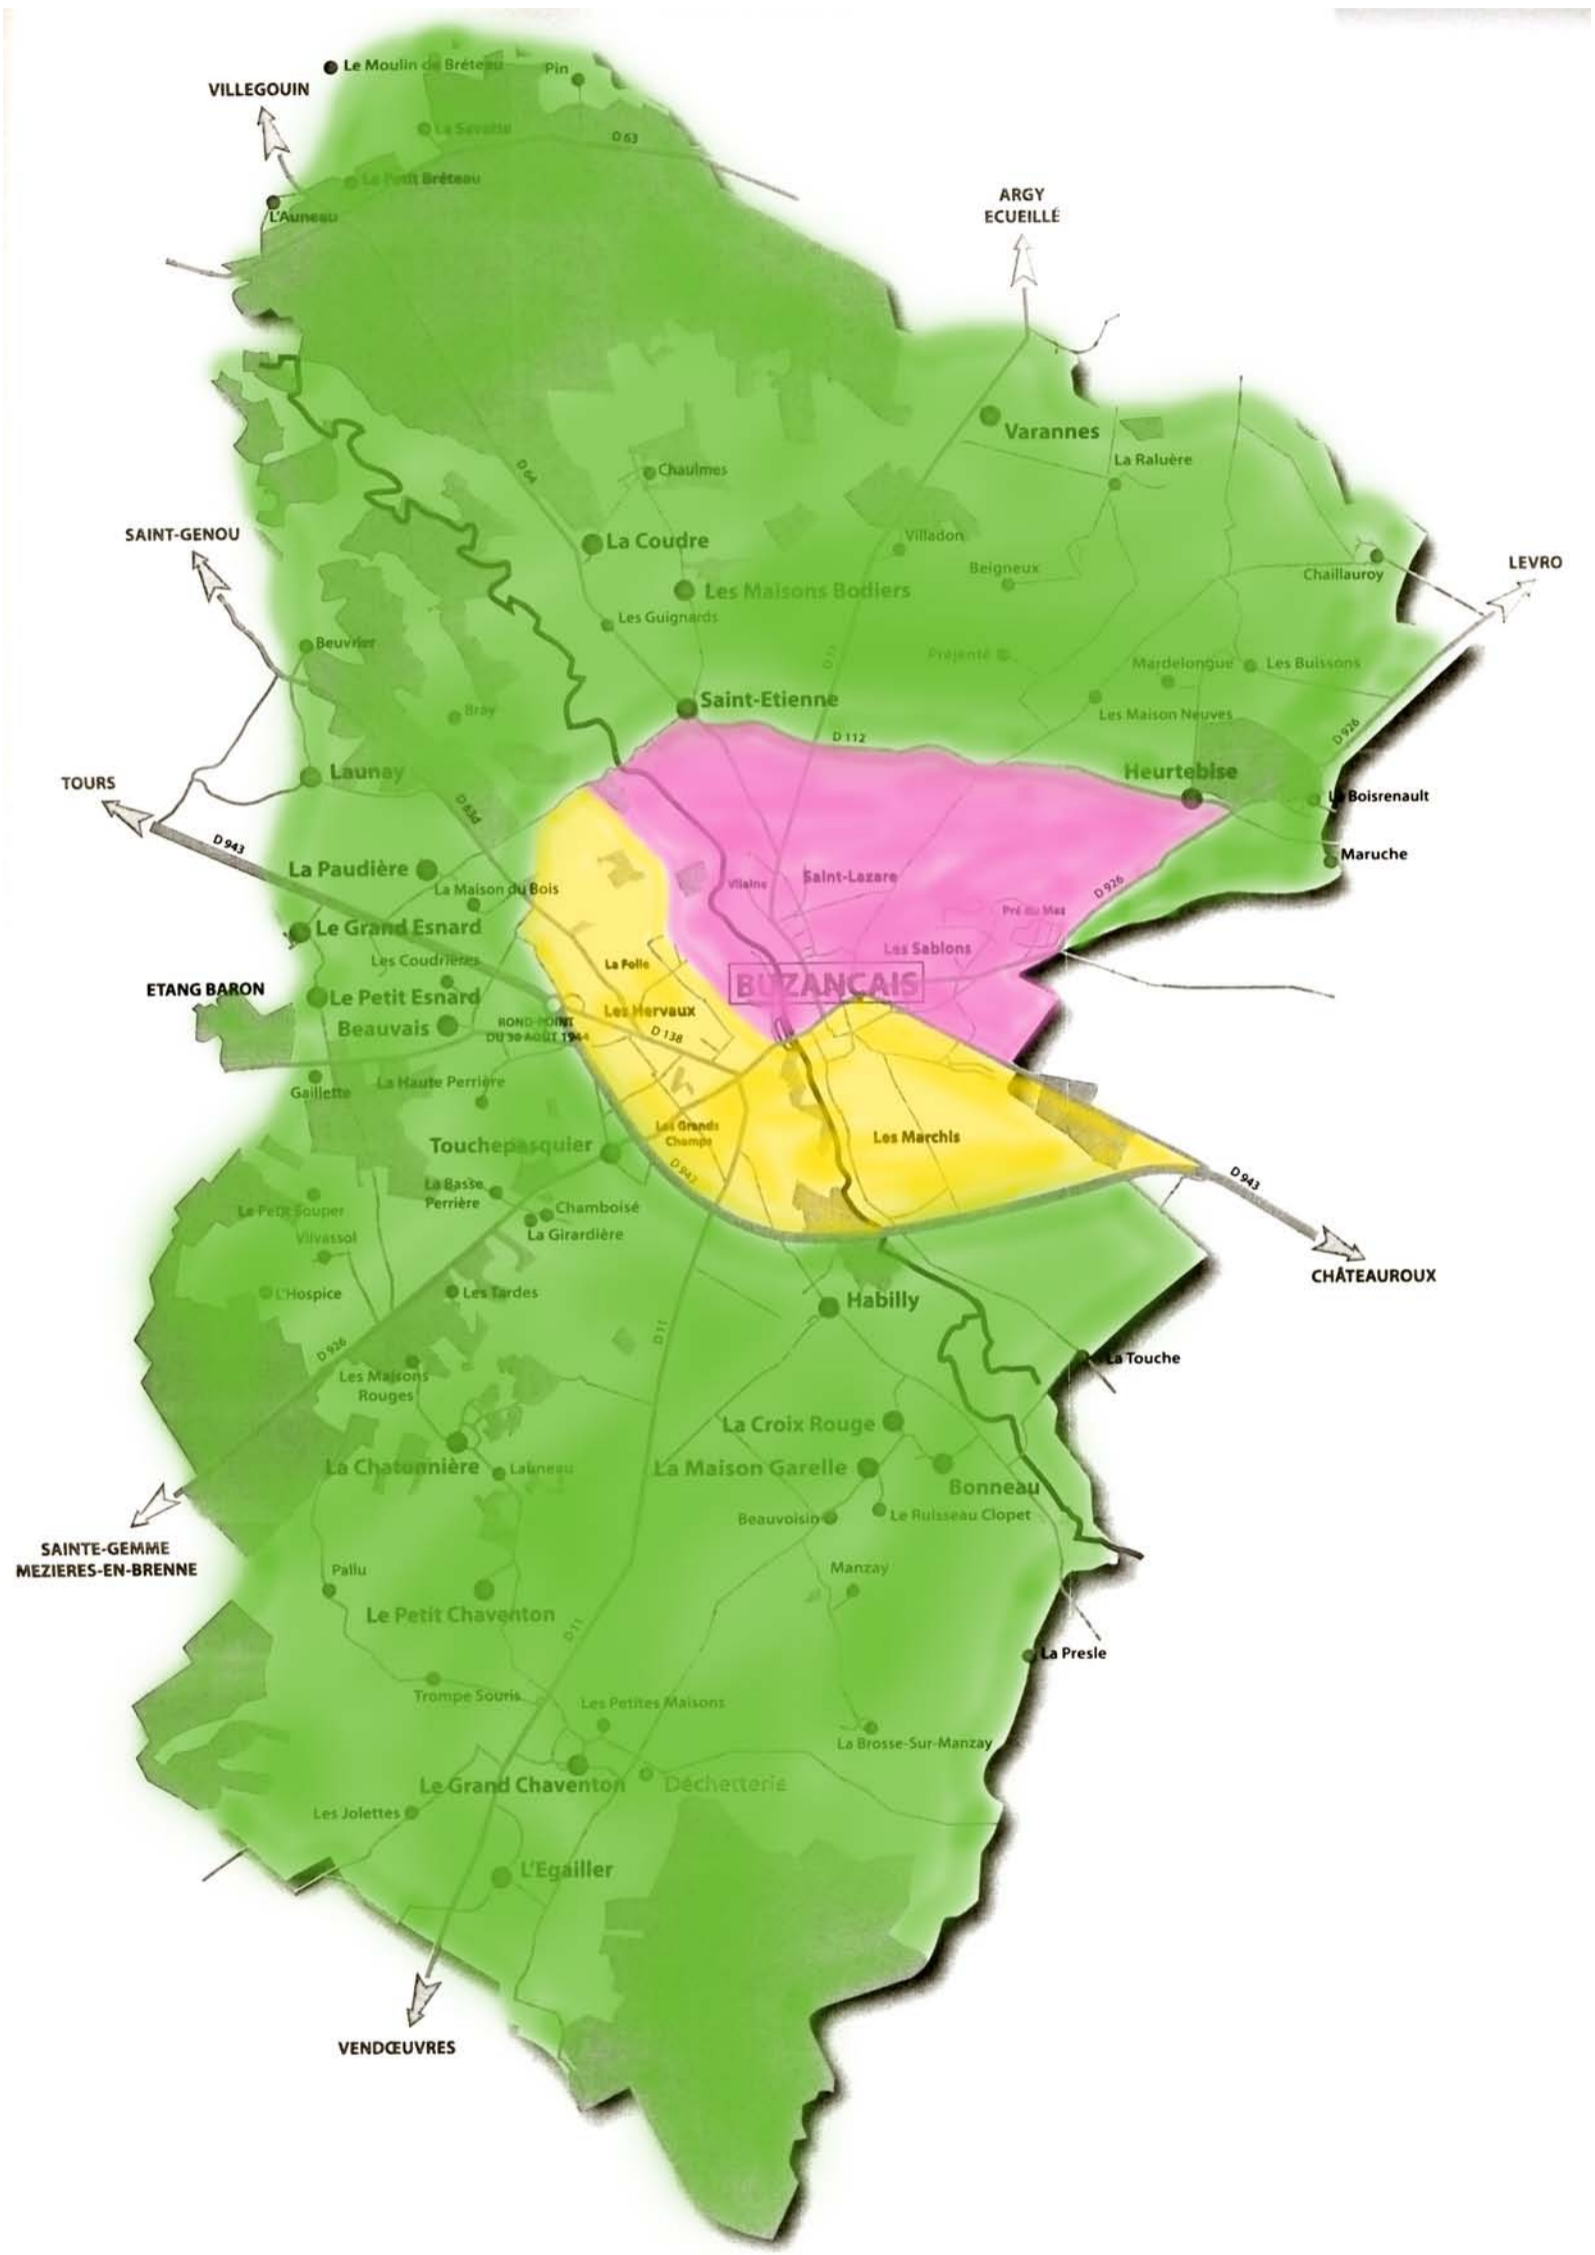 Le Moulin de Bréteau
Pin
VILLEGOUIN
La Savatte
D 63
Le Petit Bréteau
L'Auneau
ARGY
ECUEILLÉ
Varannes
La Raluère
Chaulmes
D 64
SAINT-GENOU
La Coudre
Villadon
Beigneux
Chaillauroy
LEVRO
Les Maisons Bodiers
Les Guignards
Beuvrier
D 11
Préjenté
Mardelongue
Les Buissons
Saint-Etienne
Bray
Les Maison Neuves
D 112
D 926
Launay
Heurtebise
TOURS
Le Boisrenault
D 63d
D 943
Maruche
La Paudière
La Maison du Bois
Vilaine
Saint-Lazare
D 926
Pré du Mez
Le Grand Esnard
Les Sablons
Les Coudrières
La Folie
ETANG BARON
BUZANÇAIS
Le Petit Esnard
Les Hervaux
Beauvais
ROND-POINT
DU 30 AOÛT 1944
D 138
Gaillette
La Haute Perrière
Les Grands
Champs
Les Marchis
Touchepasquier
D 943
D 943
La Basse
Perrière
Chamboisé
Le Petit Souper
La Girardière
Vilvassol
CHÂTEAUROUX
L'Hospice
Les Tardes
Habilly
D 11
D 926
La Touche
Les Maisons
Rouges
La Croix Rouge
La Chatonnière
Launeau
La Maison Garelle
Bonneau
Beauvoisin
Le Ruisseau Clopet
SAINTE-GEMME
MEZIERES-EN-BRENNE
Pallu
Manzay
Le Petit Chaventon
D 11
La Presle
Trompe Souris
Les Petites Maisons
La Brosse-Sur-Manzay
Le Grand Chaventon
Déchetterie
Les Jolettes
L'Egailler
VENDŒUVRES